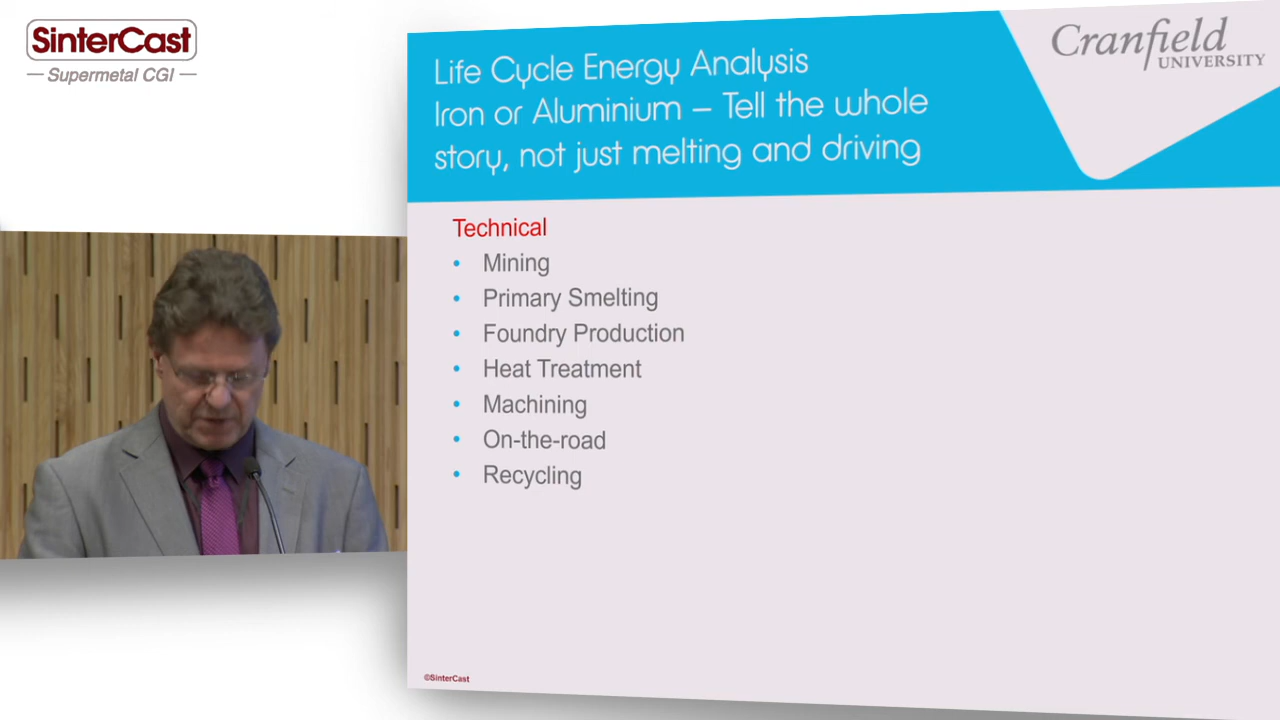 SinterCast
— Supermetal CGI —
Life Cycle Energy Analysis
Iron or Aluminium – Tell the whole
story, not just melting and driving
Cranfield
UNIVERSITY
Technical
• Mining
• Primary Smelting
• Foundry Production
• Heat Treatment
• Machining
• On-the-road
• Recycling
©SinterCast